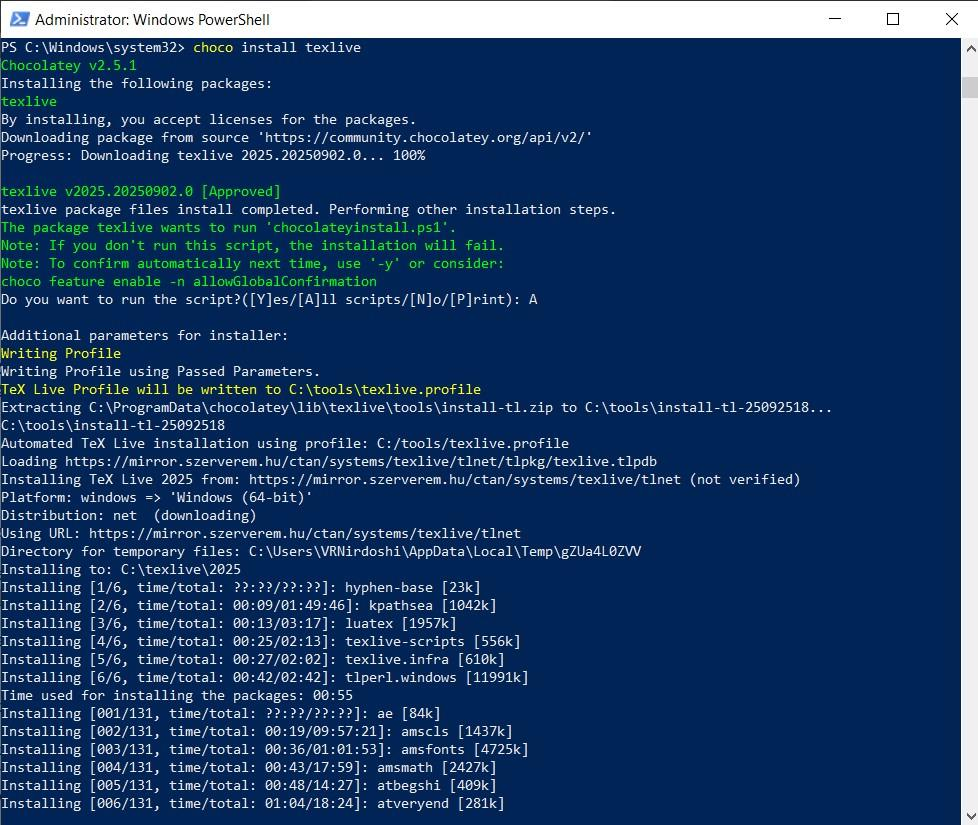 Administrator: Windows PowerShell
PS C:\Windows\system32> choco install texlive
Chocolatey v2.5.1
Installing the following packages:
texlive
By installing, you accept licenses for the packages.
Downloading package from source 'https://community.chocolatey.org/api/v2/'
Progress: Downloading texlive 2025.20250902.0... 100%
texlive v2025.20250902.0 [Approved]
texlive package files install completed. Performing other installation steps.
The package texlive wants to run 'chocolateyinstall.ps1'.
Note: If you don't run this script, the installation will fail.
Note: To confirm automatically next time, use '-y' or consider:
choco feature enable -n allowGlobalConfirmation
Do you want to run the script?([Y]es/[A]ll scripts/[N]o/[P]rint): A
Additional parameters for installer:
Writing Profile
Writing Profile using Passed Parameters.
TeX Live Profile will be written to C:\tools\texlive.profile
Extracting C:\ProgramData\chocolatey\lib\texlive\tools\install-tl.zip to C:\tools\install-tl-25092518...
C:\tools\install-tl-25092518
Automated TeX Live installation using profile: C:/tools/texlive.profile
Loading https://mirror.szerverem.hu/ctan/systems/texlive/tlnet/tlpkg/texlive.tlpdb
Installing TeX Live 2025 from: https://mirror.szerverem.hu/ctan/systems/texlive/tlnet (not verified)
Platform: windows => 'Windows (64-bit)'
Distribution: net  (downloading)
Using URL: https://mirror.szerverem.hu/ctan/systems/texlive/tlnet
Directory for temporary files: C:\Users\VRNirdoshi\AppData\Local\Temp\gZUa4L0ZVV
Installing to: C:\texlive\2025
Installing [1/6, time/total: ??:??/??:??]: hyphen-base [23k]
Installing [2/6, time/total: 00:09/01:49:46]: kpathsea [1042k]
Installing [3/6, time/total: 00:13/03:17]: luatex [1957k]
Installing [4/6, time/total: 00:25/02:13]: texlive-scripts [556k]
Installing [5/6, time/total: 00:27/02:02]: texlive.infra [610k]
Installing [6/6, time/total: 00:42/02:42]: tlperl.windows [11991k]
Time used for installing the packages: 00:55
Installing [001/131, time/total: ??:??/??:??]: ae [84k]
Installing [002/131, time/total: 00:19/09:57:21]: amscls [1437k]
Installing [003/131, time/total: 00:36/01:01:53]: amsfonts [4725k]
Installing [004/131, time/total: 00:43/17:59]: amsmath [2427k]
Installing [005/131, time/total: 00:48/14:27]: atbegshi [409k]
Installing [006/131, time/total: 01:04/18:24]: atveryend [281k]